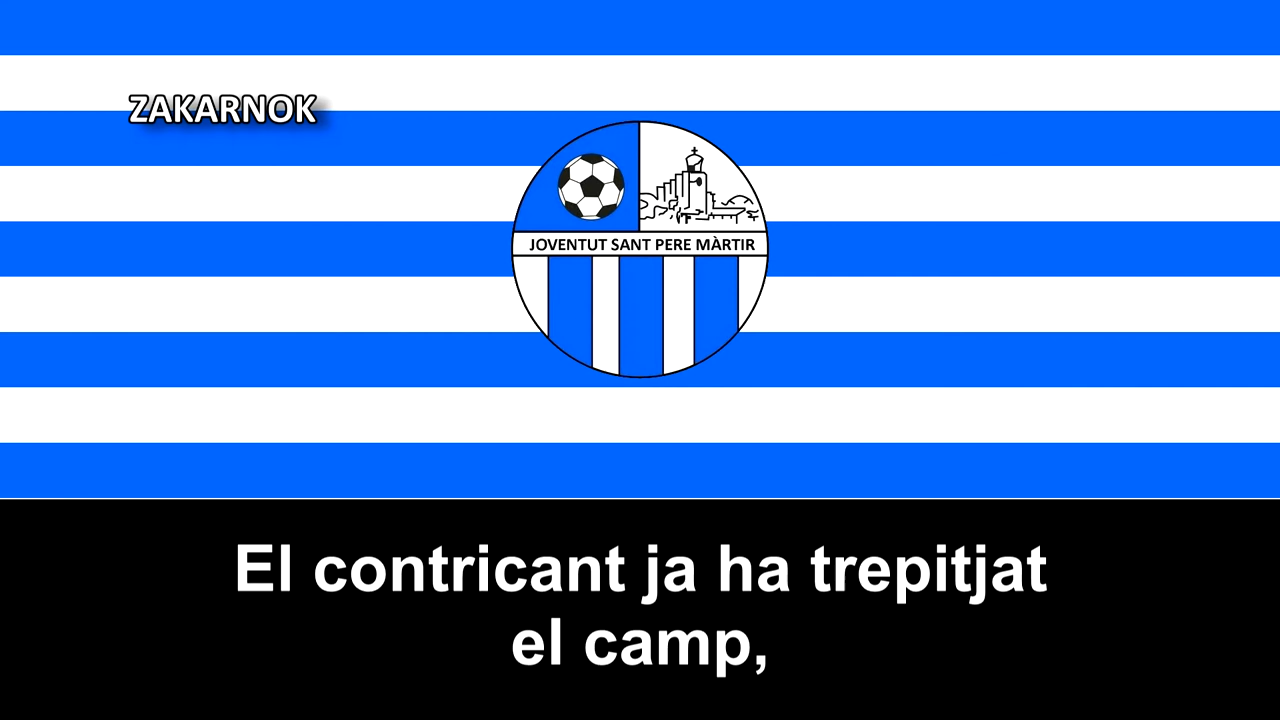 ZAKARNOK
JOVENTUT SANT PERE MÀRTIR
El contricant ja ha trepitjat
el camp,